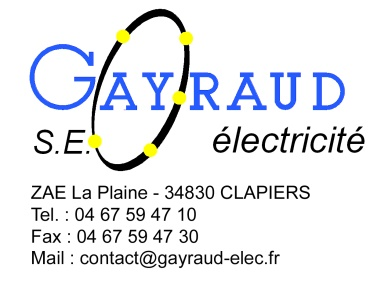 GAYRAUD
S.E. électricité
ZAE La Plaine - 34830 CLAPIERS
Tel. : 04 67 59 47 10
Fax : 04 67 59 47 30
Mail : contact@gayraud-elec.fr